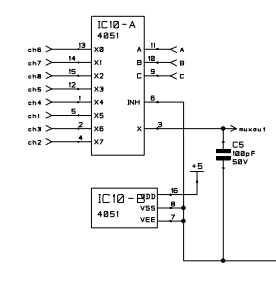 IC10-A
4051
ch6 13 X0 A 11 A
ch7 14 X1 B 10 B
ch8 15 X2 C 9 C
ch5 12 X3
ch4 1 X4 INH 6
ch1 5 X5
ch3 2 X6 X 3 muxout
ch2 4 X7
C5
100pF
50V
+5
IC10-B VDD 16
4051 VSS 8
VEE 7